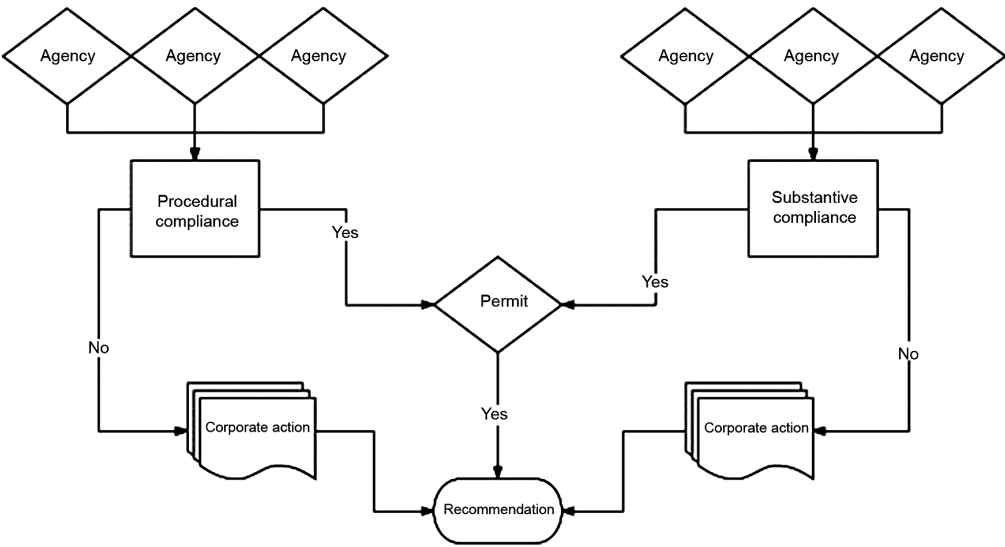 Agency
Agency
Agency
Agency
Agency
Agency
Procedural
compliance
Substantive
compliance
Yes
Yes
Permit
No
No
Yes
Corporate action
Corporate action
Recommendation